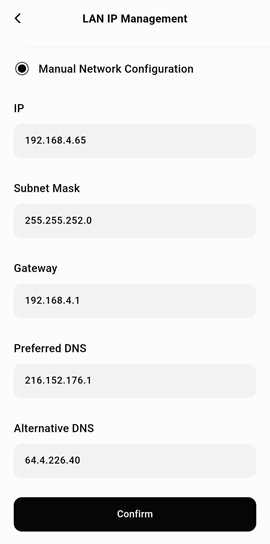 LAN IP Management
Manual Network Configuration
IP
192.168.4.65
Subnet Mask
255.255.252.0
Gateway
192.168.4.1
Preferred DNS
216.152.176.1
Alternative DNS
64.4.226.40
Confirm